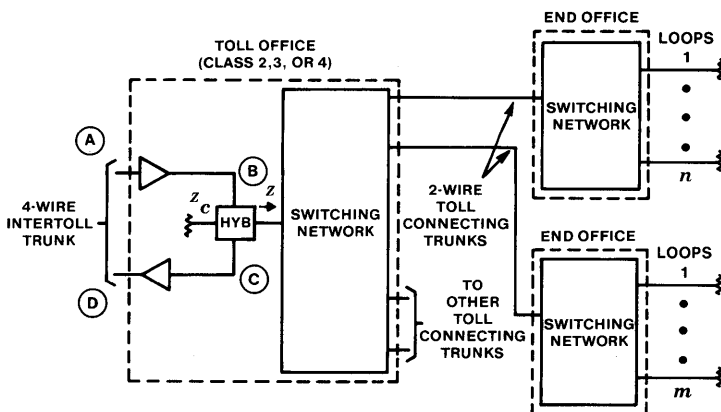 END OFFICE
TOLL OFFICE
(CLASS 2,3, OR 4)
LOOPS
1
SWITCHING
NETWORK
n
A
B
4-WIRE
INTERTOLL
TRUNK
Zc
Z
HYB
SWITCHING
NETWORK
2-WIRE
TOLL
CONNECTING
TRUNKS
C
D
END OFFICE
LOOPS
1
TO
OTHER
TOLL
CONNECTING
TRUNKS
SWITCHING
NETWORK
m